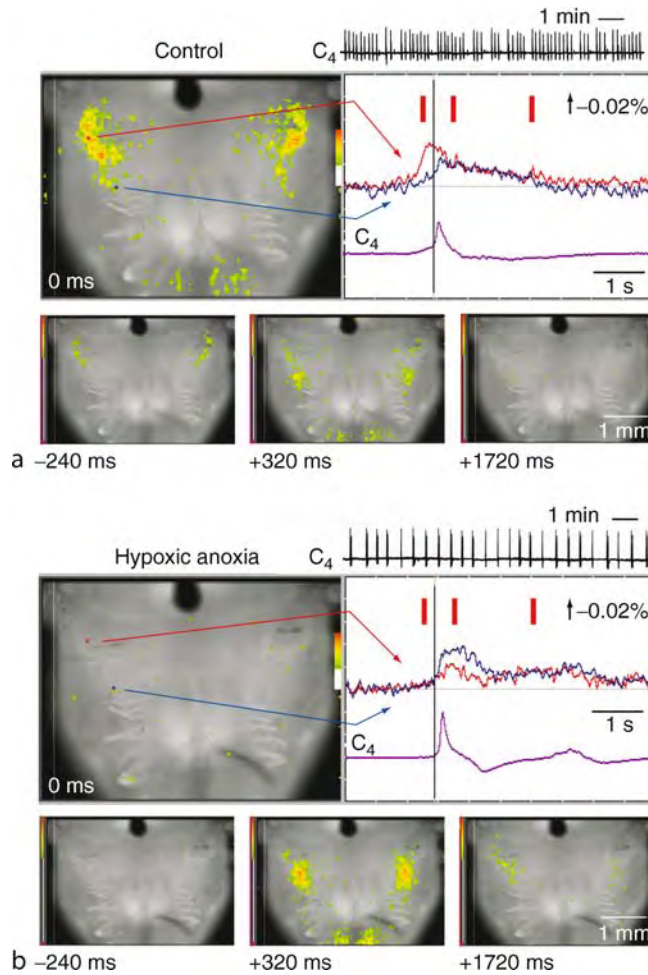 1 min
Control
C4
−0.02%
C4
0 ms
1 s
1 mm
a
−240 ms
+320 ms
+1720 ms
1 min
Hypoxic anoxia
C4
−0.02%
1 s
C4
0 ms
1 mm
b
−240 ms
+320 ms
+1720 ms